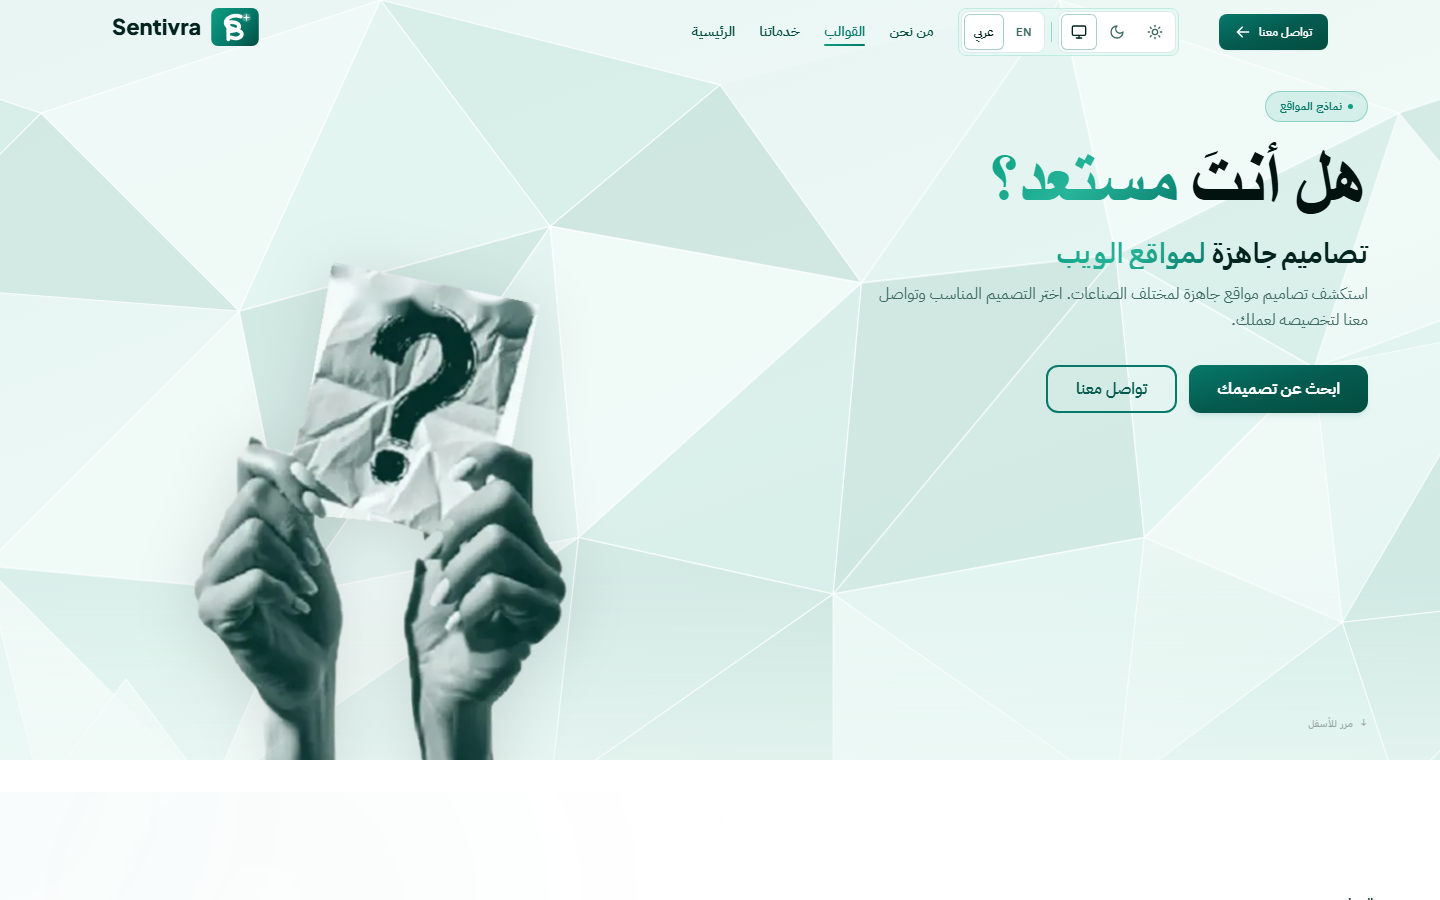 Sentivra
الرئيسية
خدماتنا
القوالب
من نحن
عربي
EN
تواصل معنا
نماذج المواقع
هل أنتَ مستعد؟
تصاميم جاهزة لمواقع الويب
استكشف تصاميم مواقع جاهزة لمختلف الصناعات. اختر التصميم المناسب وتواصل
معنا لتخصيصه لعملك.
ابحث عن تصميمك
تواصل معنا
?
مرر للأسفل